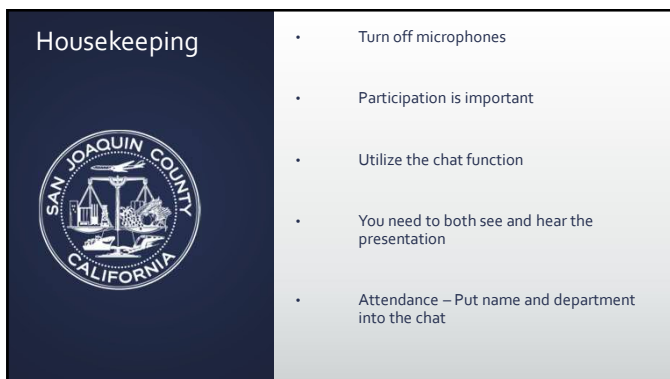 Housekeeping
SAN JOAQUIN COUNTY
CALIFORNIA
• Turn off microphones
• Participation is important
• Utilize the chat function
• You need to both see and hear the
presentation
• Attendance – Put name and department
into the chat